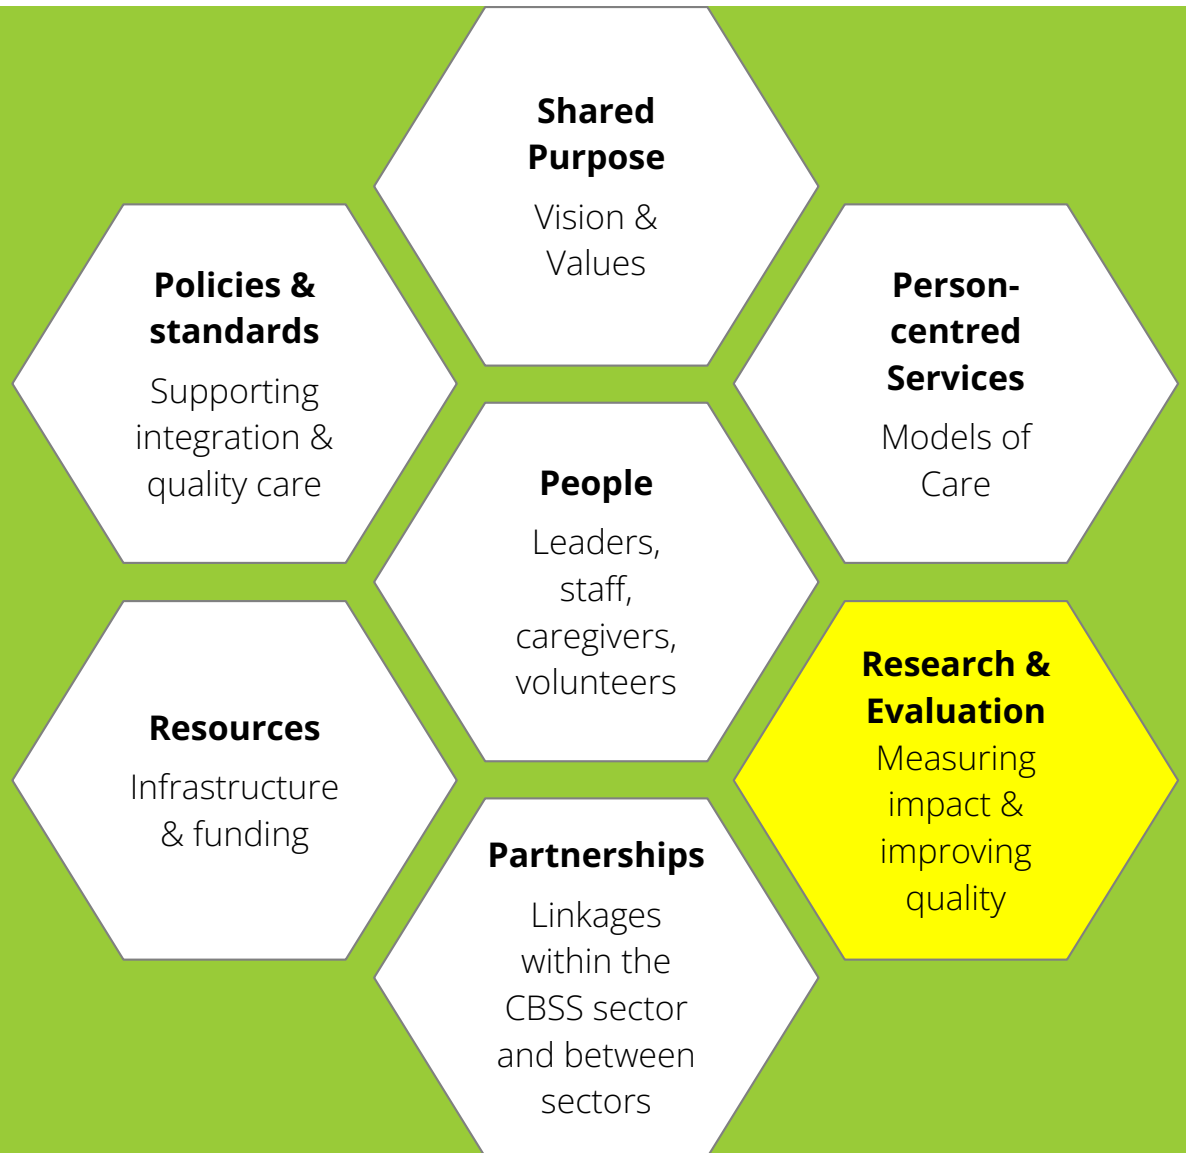 Shared
Purpose
Vision &
Values
Policies &
standards
Supporting
integration &
quality care
Person-
centred
Services
Models of
Care
People
Leaders,
staff,
caregivers,
volunteers
Resources
Infrastructure
& funding
Research &
Evaluation
Measuring
impact &
improving
quality
Partnerships
Linkages
within the
CBSS sector
and between
sectors